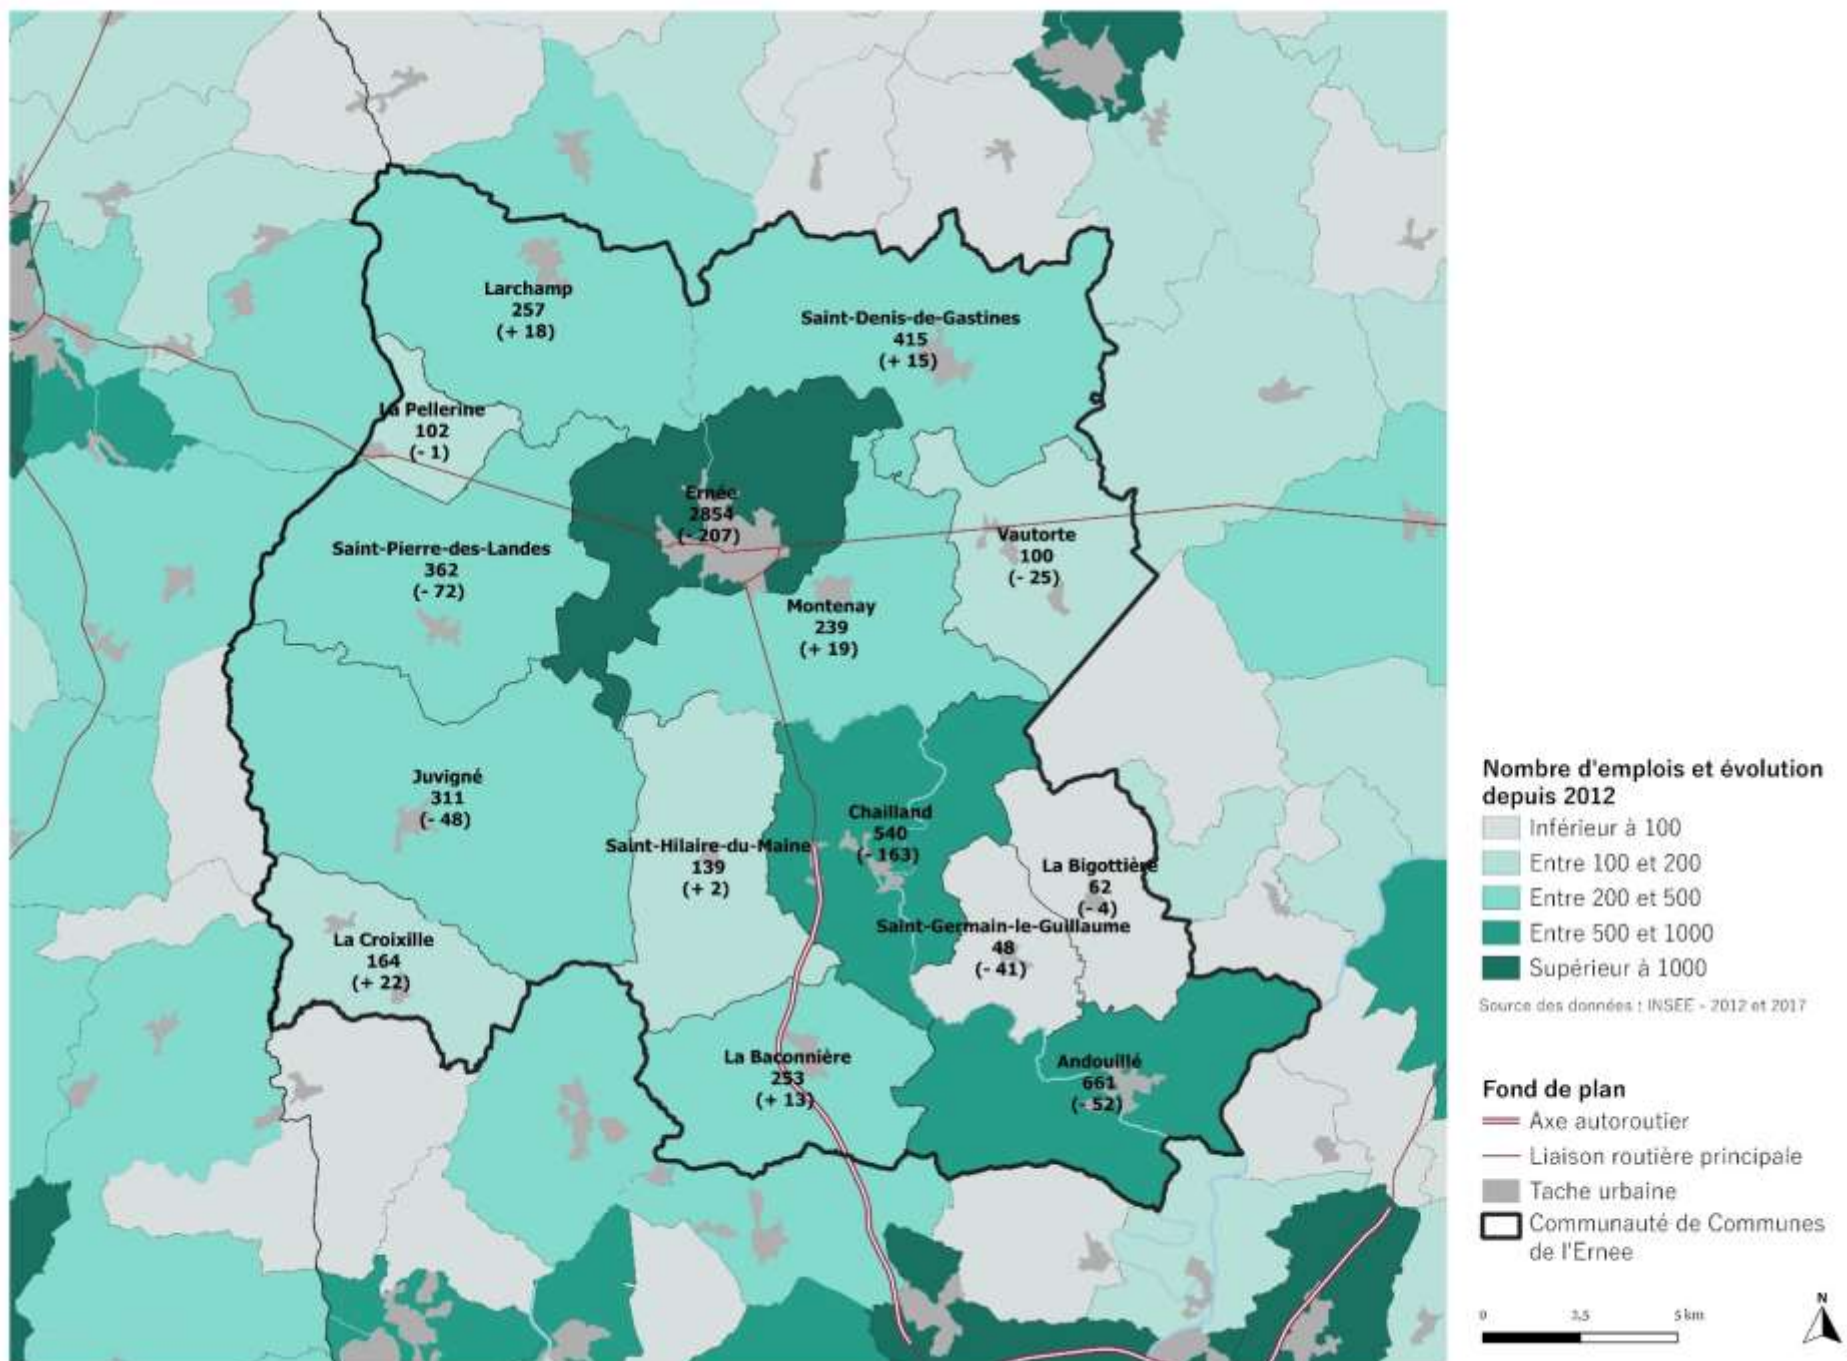 Larchamp
257
(+ 18)
Saint-Denis-de-Gastines
415
(+ 15)
La Pellerine
102
(- 1)
Ernée
2854
(- 207)
Vautorte
100
(- 25)
Saint-Pierre-des-Landes
362
(- 72)
Montenay
239
(+ 19)
Juvigné
311
(- 48)
Chailland
540
(- 163)
Saint-Hilaire-du-Maine
139
(+ 2)
La Bigottière
62
(- 4)
Saint-Germain-le-Guillaume
48
(- 41)
La Croixille
164
(+ 22)
La Baconnière
253
(+ 13)
Andouillé
661
(- 52)
Nombre d'emplois et évolution
depuis 2012
Inférieur à 100
Entre 100 et 200
Entre 200 et 500
Entre 500 et 1000
Supérieur à 1000
Source des données : INSEE - 2012 et 2017
Fond de plan
Axe autoroutier
Liaison routière principale
Tache urbaine
Communauté de Communes
de l'Ernee
0 2,5 5 km
N